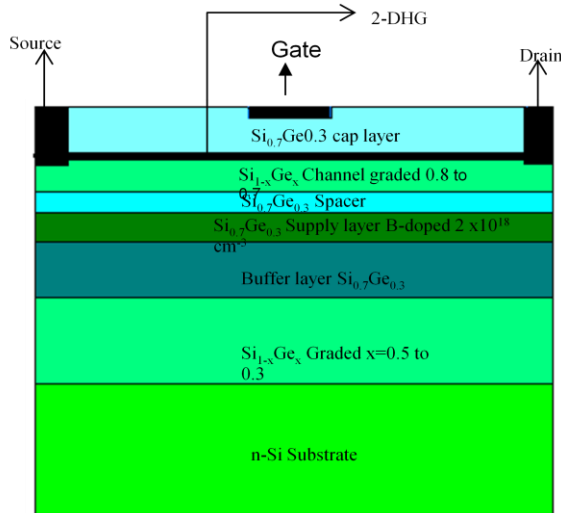 2-DHG
Source
Gate
Drain
Si0.7Ge0.3 cap layer
Si1-xGex Channel graded 0.8 to
0.7
Si0.7Ge0.3 Spacer
Si0.7Ge0.3 Supply layer B-doped 2 x10^18
cm^-3
Buffer layer Si0.7Ge0.3
Si1-xGex Graded x=0.5 to
0.3
n-Si Substrate